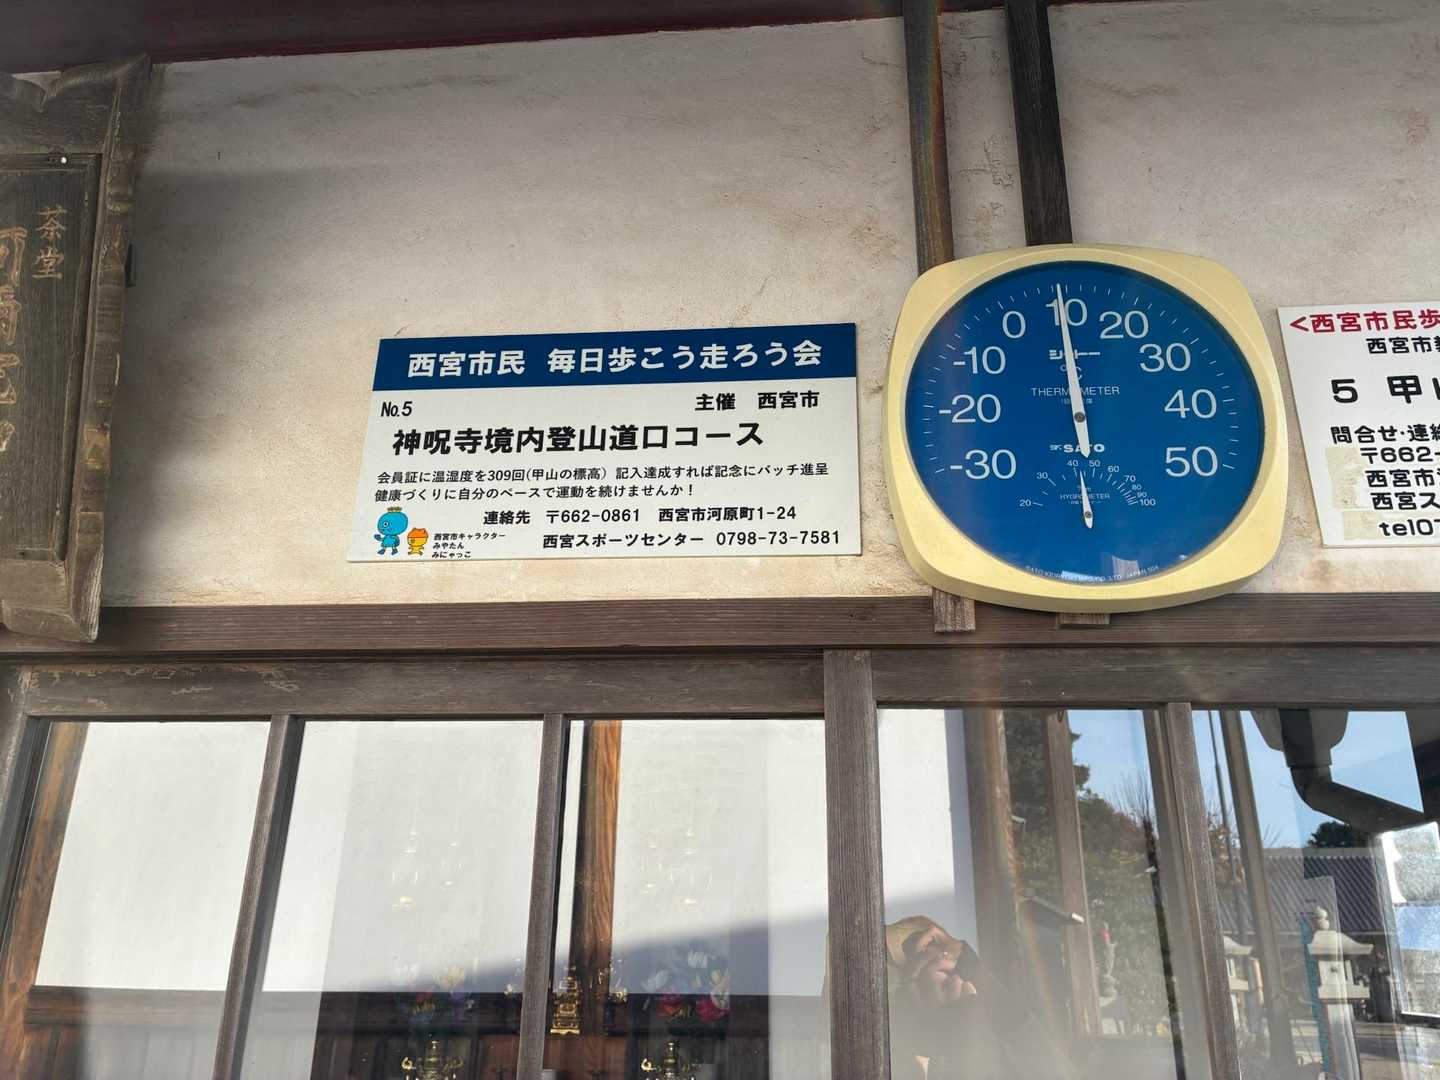 茶堂
西宮市民 毎日歩こう走ろう会
No.5
主催 西宮市
神呪寺境内登山道口コース
会員証に温湿度を309回(甲山の標高) 記入達成すれば記念にバッチ進呈
健康づくりに自分のペースで運動を続けませんか！
連絡先 〒662-0861 西宮市河原町1-24
西宮スポーツセンター 0798-73-7581
西宮市キャラクター
みやたん
みにゃっこ
-30 -20 -10 0 10 20 30 40 50
℃
THERMOMETER
SATO
20 30 40 50 60 70 80 90 100
HYGROMETER
<西宮市民歩
西宮市
5 甲
問合せ・連絡
〒662-
西宮市
西宮ス
tel07